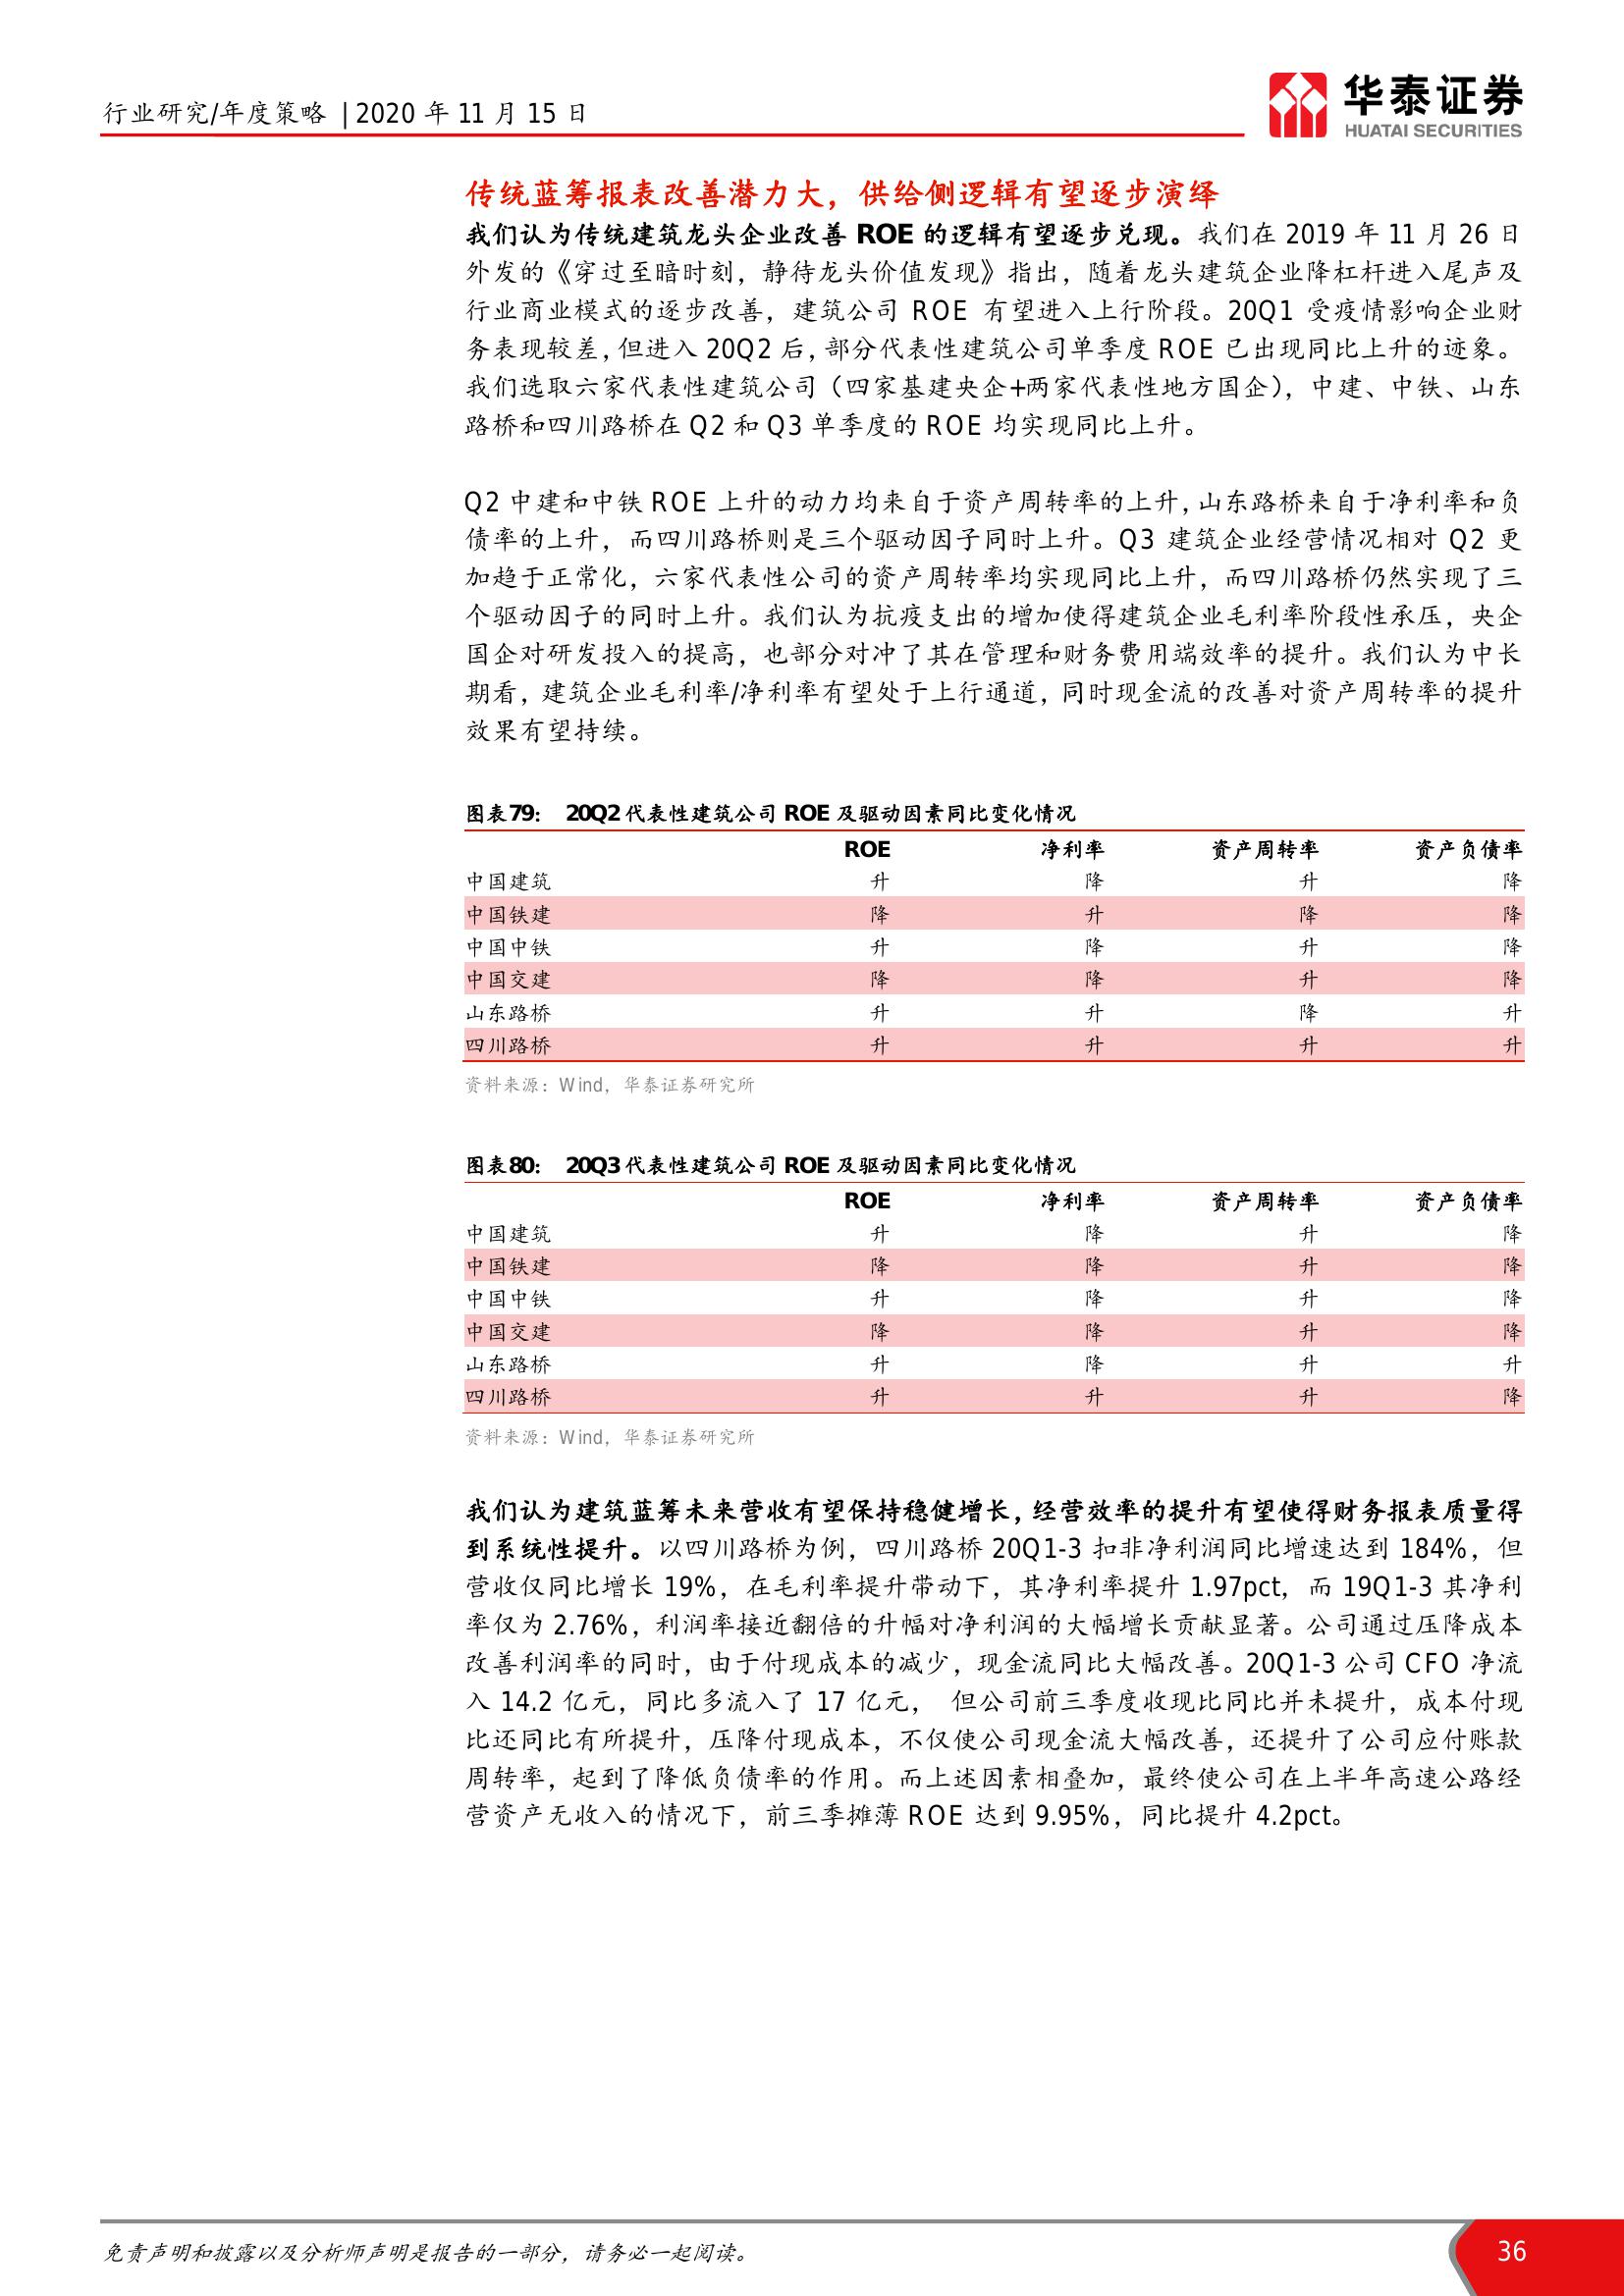 行业研究/年度策略 | 2020 年 11 月 15 日
华泰证券
HUATAI SECURITIES
传统蓝筹报表改善潜力大，供给侧逻辑有望逐步演绎
我们认为传统建筑龙头企业改善 ROE 的逻辑有望逐步兑现。我们在 2019 年 11 月 26 日
外发的《穿过至暗时刻，静待龙头价值发现》指出，随着龙头建筑企业降杠杆进入尾声及
行业商业模式的逐步改善，建筑公司 ROE 有望进入上行阶段。20Q1 受疫情影响企业财
务表现较差，但进入 20Q2 后，部分代表性建筑公司单季度 ROE 已出现同比上升的迹象。
我们选取六家代表性建筑公司（四家基建央企+两家代表性地方国企），中建、中铁、山东
路桥和四川路桥在 Q2 和 Q3 单季度的 ROE 均实现同比上升。
Q2 中建和中铁 ROE 上升的动力均来自于资产周转率的上升，山东路桥来自于净利率和负
债率的上升，而四川路桥则是三个驱动因子同时上升。Q3 建筑企业经营情况相对 Q2 更
加趋于正常化，六家代表性公司的资产周转率均实现同比上升，而四川路桥仍然实现了三
个驱动因子的同时上升。我们认为抗疫支出的增加使得建筑企业毛利率阶段性承压，央企
国企对研发投入的提高，也部分对冲了其在管理和财务费用端效率的提升。我们认为中长
期看，建筑企业毛利率/净利率有望处于上行通道，同时现金流的改善对资产周转率的提升
效果有望持续。
图表79： 20Q2代表性建筑公司 ROE 及驱动因素同比变化情况
ROE 净利率 资产周转率 资产负债率
中国建筑 升 降 升 降
中国铁建 降 升 降 降
中国中铁 升 降 升 降
中国交建 降 降 升 降
山东路桥 升 升 降 升
四川路桥 升 升 升 升
资料来源：Wind，华泰证券研究所
图表80： 20Q3代表性建筑公司 ROE 及驱动因素同比变化情况
ROE 净利率 资产周转率 资产负债率
中国建筑 升 降 升 降
中国铁建 降 降 升 降
中国中铁 升 降 升 降
中国交建 降 降 升 降
山东路桥 升 降 升 升
四川路桥 升 升 升 降
资料来源：Wind，华泰证券研究所
我们认为建筑蓝筹未来营收有望保持稳健增长，经营效率的提升有望使得财务报表质量得
到系统性提升。以四川路桥为例，四川路桥 20Q1-3 扣非净利润同比增速达到 184%，但
营收仅同比增长 19%，在毛利率提升带动下，其净利率提升 1.97pct，而 19Q1-3 其净利
率仅为 2.76%，利润率接近翻倍的升幅对净利润的大幅增长贡献显著。公司通过压降成本
改善利润率的同时，由于付现成本的减少，现金流同比大幅改善。20Q1-3 公司 CFO 净流
入 14.2 亿元，同比多流入了 17 亿元， 但公司前三季度收现比同比并未提升，成本付现
比还同比有所提升，压降付现成本，不仅使公司现金流大幅改善，还提升了公司应付账款
周转率，起到了降低负债率的作用。而上述因素相叠加，最终使公司在上半年高速公路经
营资产无收入的情况下，前三季摊薄 ROE 达到 9.95%，同比提升 4.2pct。
免责声明和披露以及分析师声明是报告的一部分，请务必一起阅读。
36